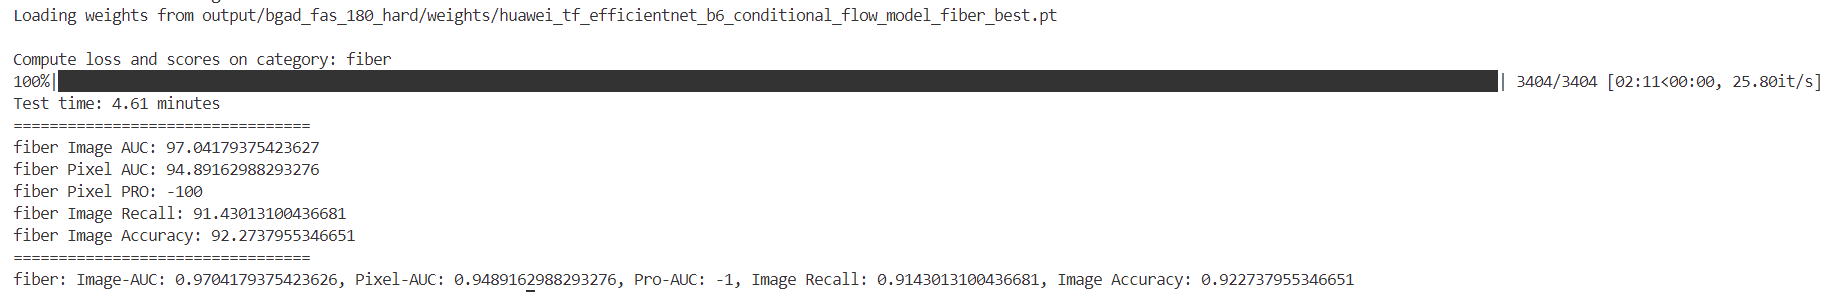 Loading weights from output/bgad_fas_180_hard/weights/huawei_tf_efficientnet_b6_conditional_flow_model_fiber_best.pt
Compute loss and scores on category: fiber
100%| | 3404/3404 [02:11<00:00, 25.80it/s]
Test time: 4.61 minutes
=================================
fiber Image AUC: 97.04179375423627
fiber Pixel AUC: 94.89162988293276
fiber Pixel PRO: -100
fiber Image Recall: 91.43013100436681
fiber Image Accuracy: 92.2737955346651
=================================
fiber: Image-AUC: 0.9704179375423626, Pixel-AUC: 0.9489162988293276, Pro-AUC: -1, Image Recall: 0.9143013100436681, Image Accuracy: 0.922737955346651